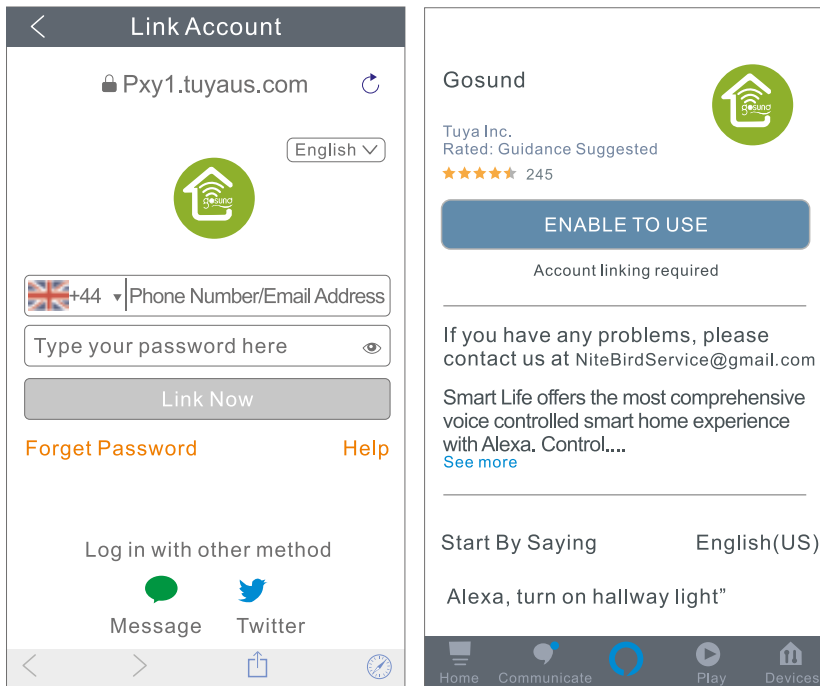 Link Account
Pxy1.tuyaus.com
English
gosund
+44 Phone Number/Email Address
Type your password here
Link Now
Forget Password Help
Log in with other method
Message Twitter
Gosund
gosund
Tuya Inc.
Rated: Guidance Suggested
245
ENABLE TO USE
Account linking required
If you have any problems, please
contact us at NiteBirdService@gmail.com
Smart Life offers the most comprehensive
voice controlled smart home experience
with Alexa. Control....
See more
Start By Saying English(US)
Alexa, turn on hallway light”
Home Communicate Play Devices